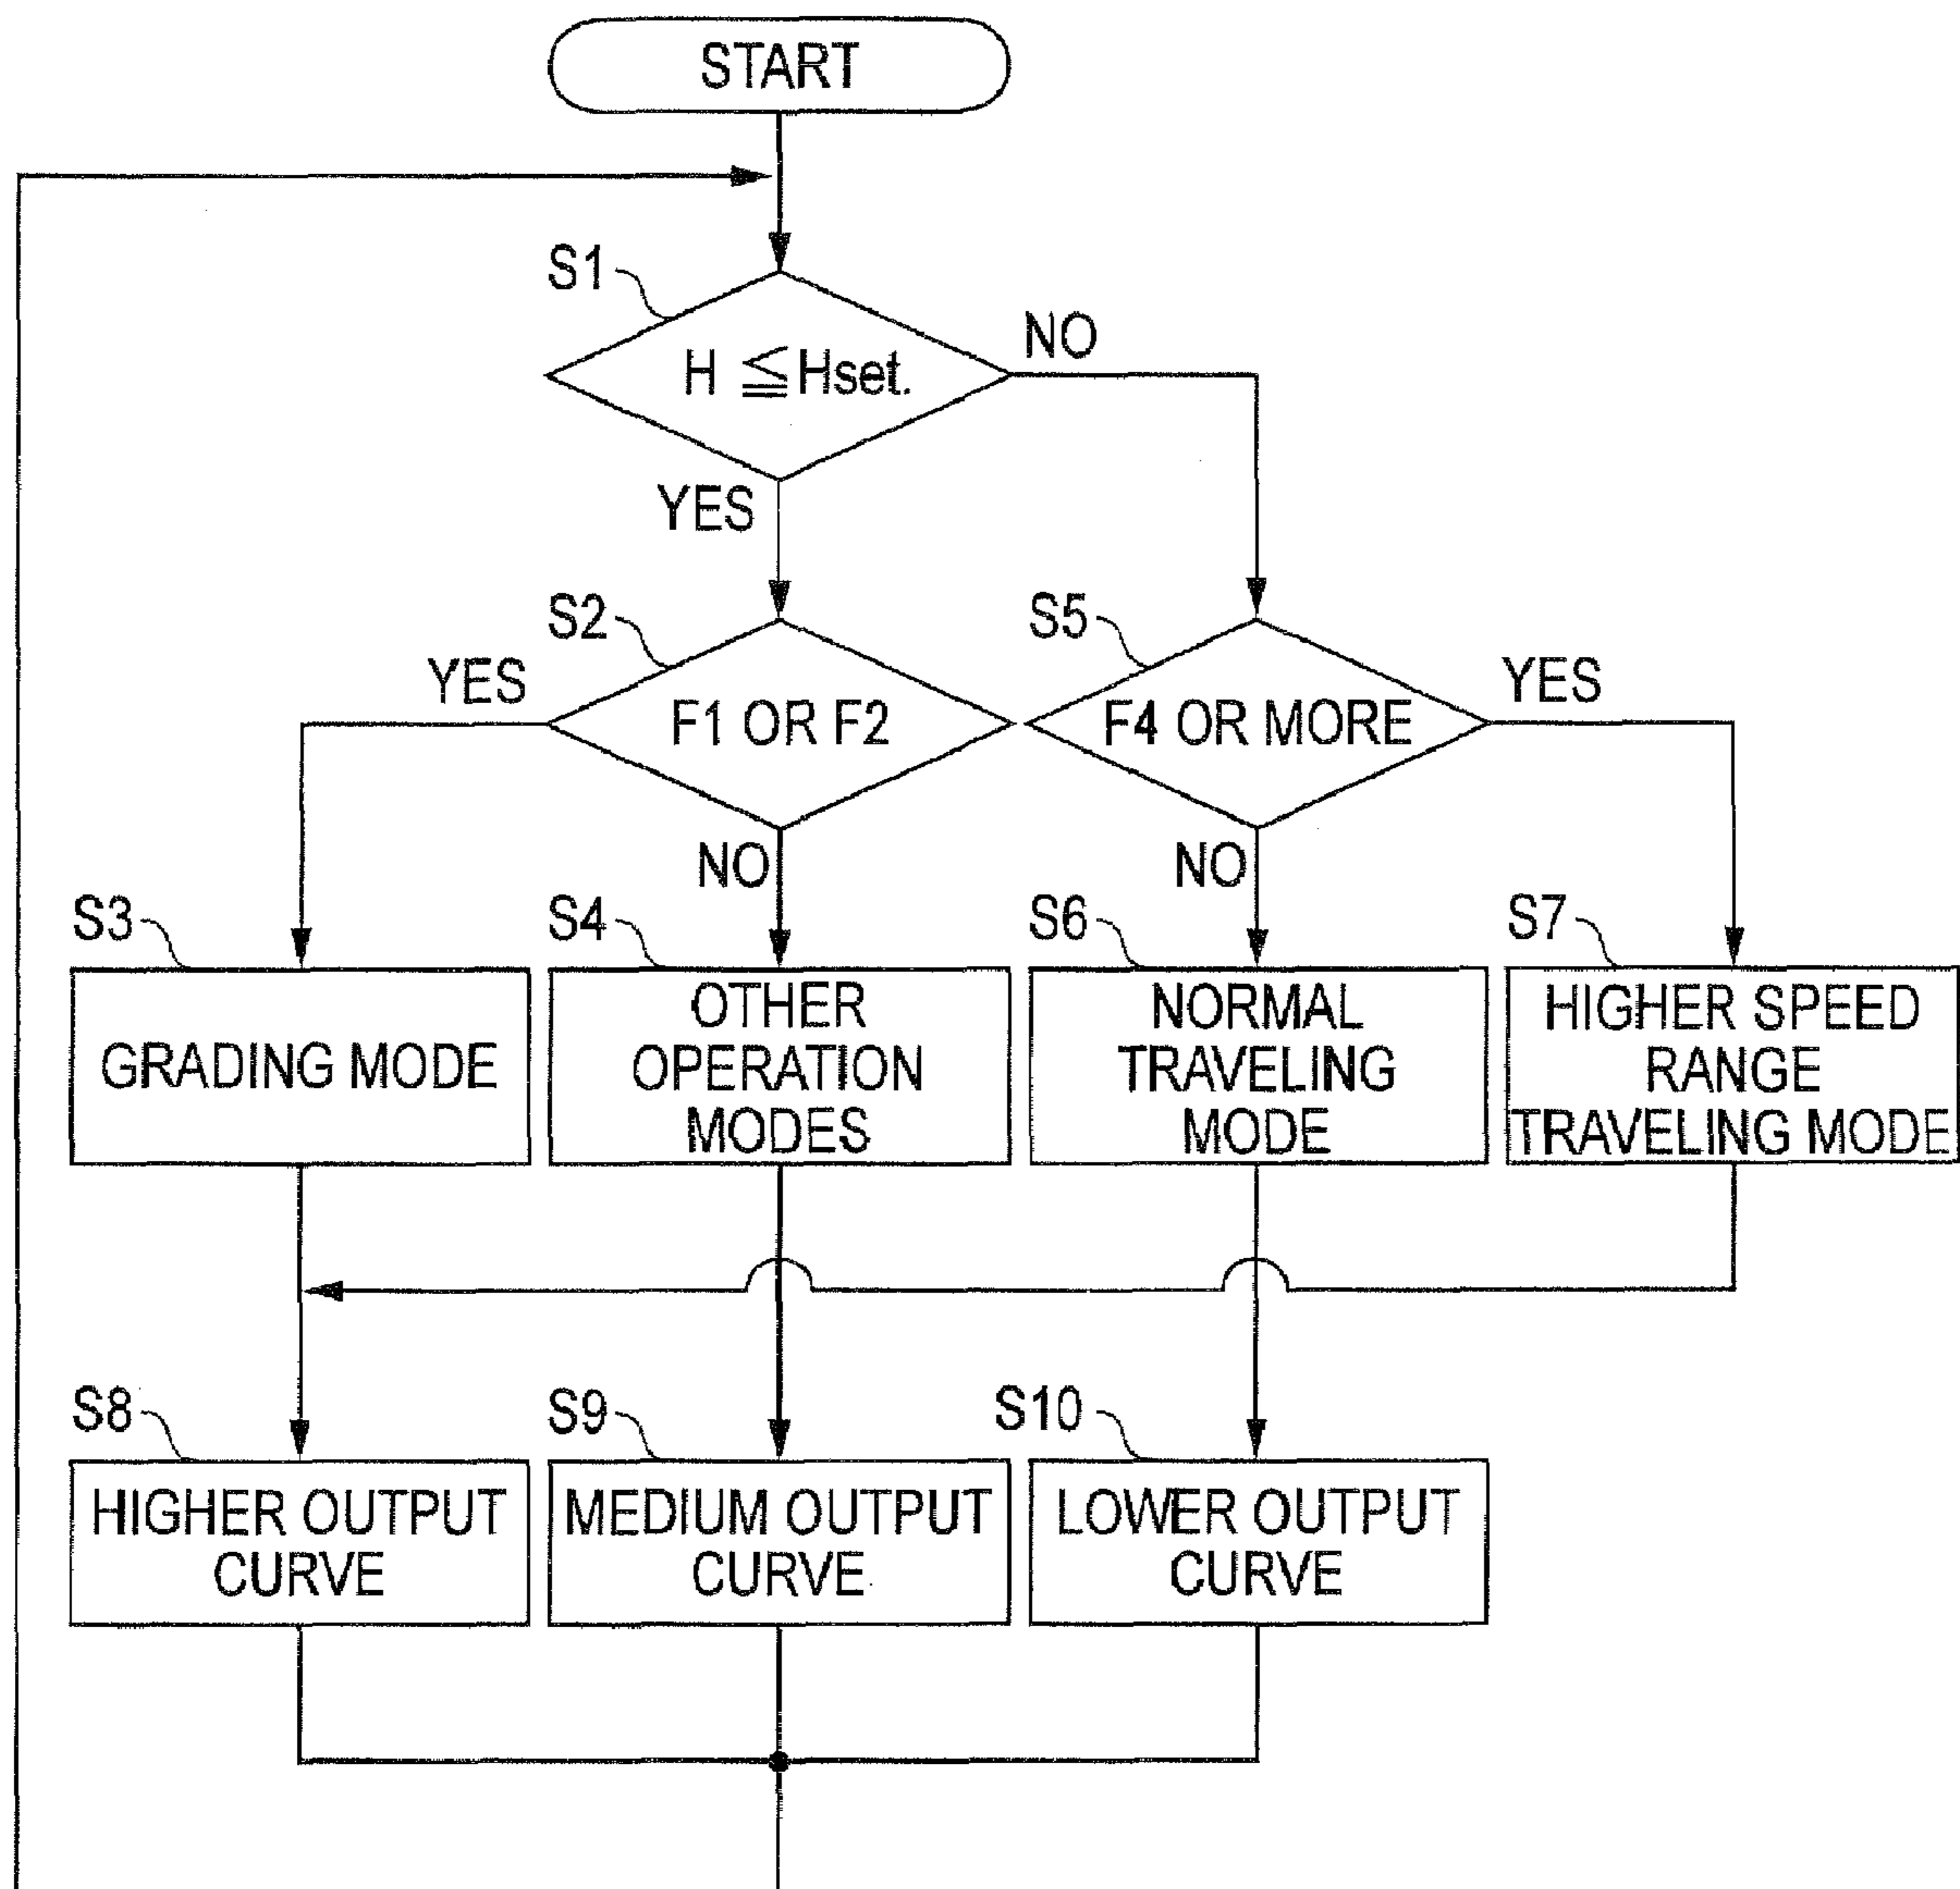 START
S1
H ≦Hset.
NO
YES
S2
F1 OR F2
YES
NO
S5
F4 OR MORE
YES
NO
S3
GRADING MODE
S4
OTHER
OPERATION
MODES
S6
NORMAL
TRAVELING
MODE
S7
HIGHER SPEED
RANGE
TRAVELING MODE
S8
HIGHER OUTPUT
CURVE
S9
MEDIUM OUTPUT
CURVE
S10
LOWER OUTPUT
CURVE